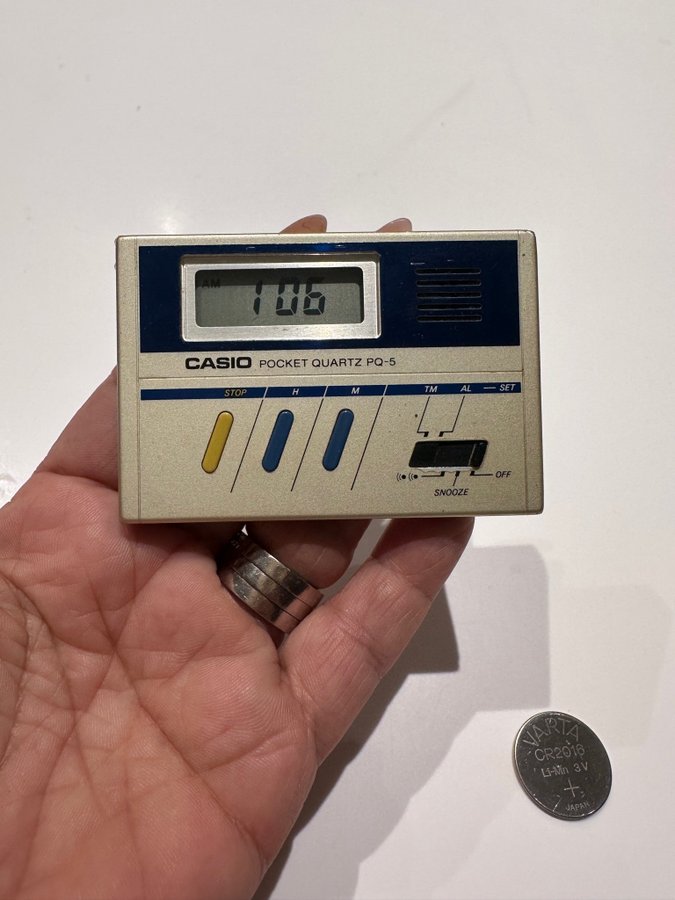 AM 1 06
CASIO POCKET QUARTZ PQ-5
STOP H M TM AL SET
OFF
SNOOZE
VARTA
CR2016
Li-Mn 3V
+
JAPAN